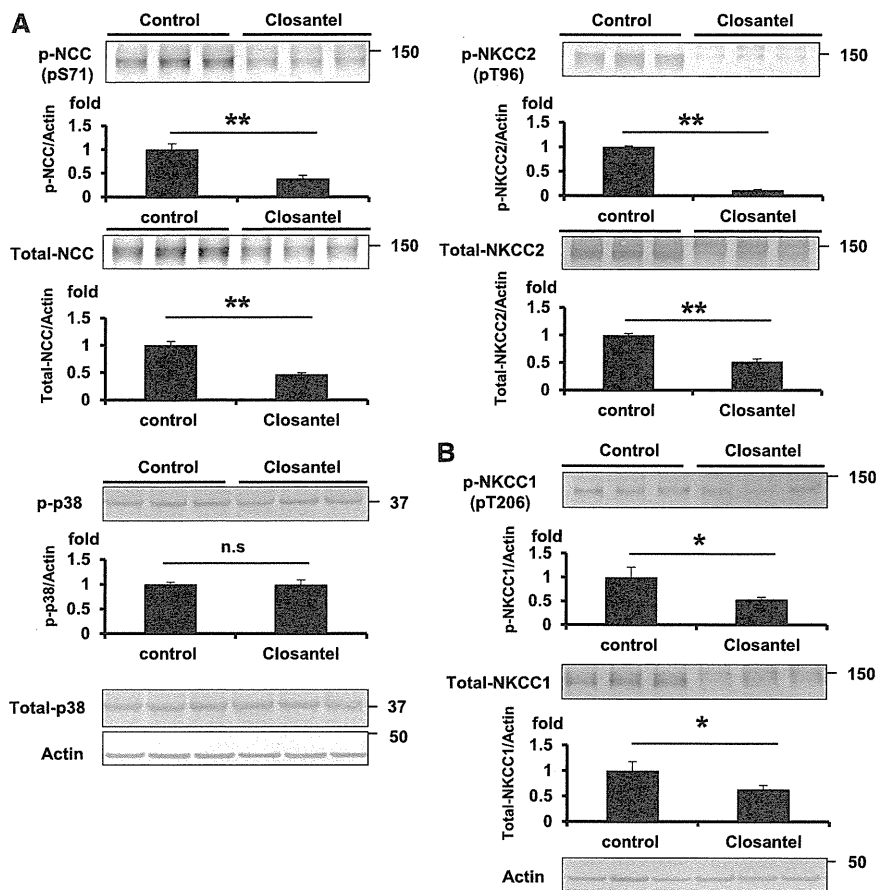 A
Control Closantel
p-NCC
(pS71)
150
fold
1.5
1
0.5
0
p-NCC/Actin
**
control Closantel
Total-NCC
150
fold
1.5
1
0.5
0
Total-NCC/Actin
**
control Closantel
Control Closantel
p-p38
37
fold
1.5
1
0.5
0
p-p38/Actin
n.s
control Closantel
Total-p38
37
50
Actin
Control Closantel
p-NKCC2
(pT96)
150
fold
1.5
1
0.5
0
p-NKCC2/Actin
**
Control Closantel
Total-NKCC2
150
fold
1.5
1
0.5
0
Total-NKCC2/Actin
**
control Closantel
B
Control Closantel
p-NKCC1
(pT206)
150
fold
1.5
1
0.5
0
p-NKCC1/Actin
*
control Closantel
Total-NKCC1
150
fold
1.5
1
0.5
0
Total-NKCC1/Actin
*
control Closantel
50
Actin